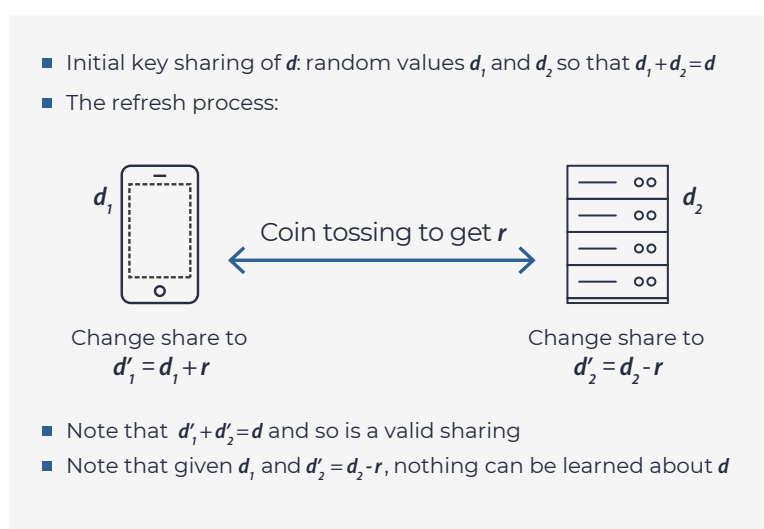 Initial key sharing of d: random values d₁ and d₂ so that d₁+d₂=d
The refresh process:
d₁
d₂
Coin tossing to get r
Change share to
d′₁ = d₁+r
Change share to
d′₂ = d₂-r
Note that d′₁+d′₂=d and so is a valid sharing
Note that given d₁ and d′₂ = d₂-r, nothing can be learned about d